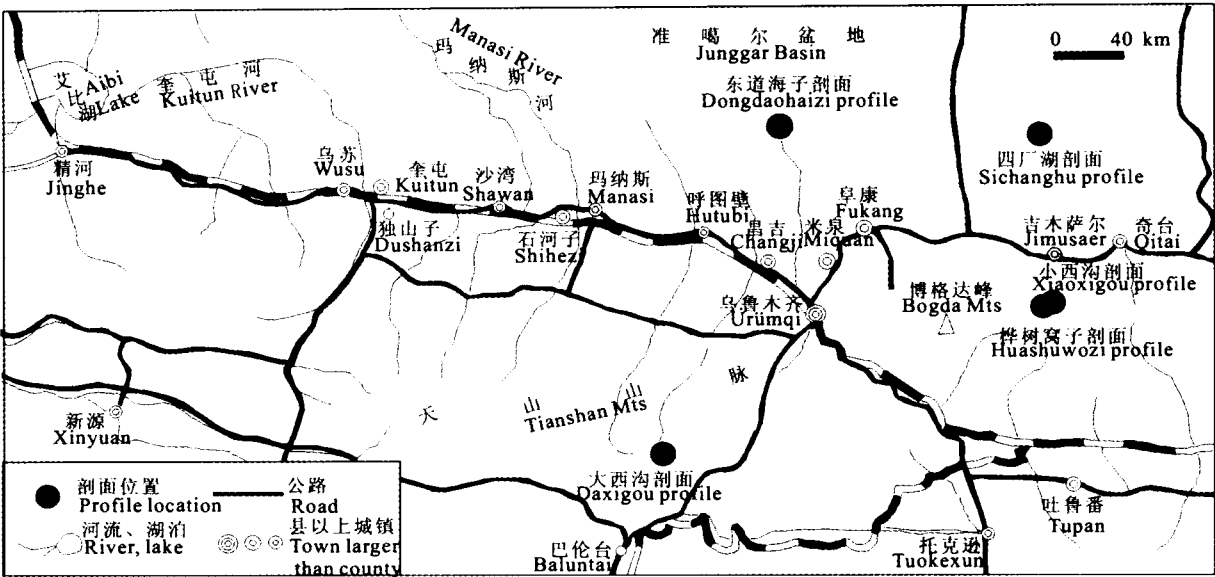 准噶尔盆地
Junggar Basin
0 40 km
艾比湖
Aibi
Lake
奎屯河
Kuitun River
玛纳斯河
Manasi River
东道海子剖面
Dongdaohaizi profile
四厂湖剖面
Sichanghu profile
精河
Jinghe
乌苏
Wusu
奎屯
Kuitun
沙湾
Shawan
玛纳斯
Manasi
呼图壁
Hutubi
昌吉
Changji
米泉
Miquan
阜康
Fukang
吉木萨尔
Jimusaer
奇台
Qitai
独山子
Dushanzi
石河子
Shihezi
小西沟剖面
Xiaoxigou profile
博格达峰
Bogda Mts
乌鲁木齐
Urümqi
桦树窝子剖面
Huashuwozi profile
天山山脉
Tianshan Mts
新源
Xinyuan
大西沟剖面
Daxigou profile
吐鲁番
Tupan
托克逊
Tuokexun
巴伦台
Baluntai
剖面位置
Profile location
公路
Road
河流、湖泊
River, lake
县以上城镇
Town larger
than county